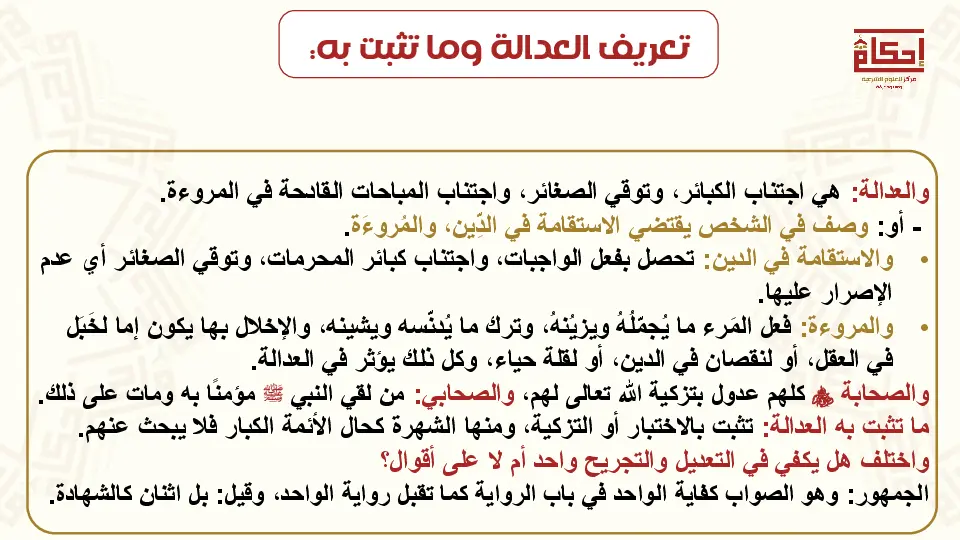 تعريف العدالة وما تثبت به:
إحكام
مركز للعلوم الشرعية
والعدالة: هي اجتناب الكبائر، وتوقي الصغائر، واجتناب المباحات القادحة في المروءة.
- أو: وصف في الشخص يقتضي الاستقامة في الدِّين، والمُروءَة.
• والاستقامة في الدين: تحصل بفعل الواجبات، واجتناب كبائر المحرمات، وتوقي الصغائر أي عدم
الإصرار عليها.
• والمروءة: فعل المَرء ما يُجمّلُهُ ويزيُنهُ، وترك ما يُدنّسه ويشينه، والإخلال بها يكون إما لخَبَل
في العقل، أو لنقصان في الدين، أو لقلة حياء، وكل ذلك يؤثر في العدالة.
والصحابة كلهم عدول بتزكية الله تعالى لهم، والصحابي: من لقي النبي ﷺ مؤمنًا به ومات على ذلك.
ما تثبت به العدالة: تثبت بالاختبار أو التزكية، ومنها الشهرة كحال الأئمة الكبار فلا يبحث عنهم.
واختلف هل يكفي في التعديل والتجريح واحد أم لا على أقوال؟
الجمهور: وهو الصواب كفاية الواحد في باب الرواية كما تقبل رواية الواحد، وقيل: بل اثنان كالشهادة.